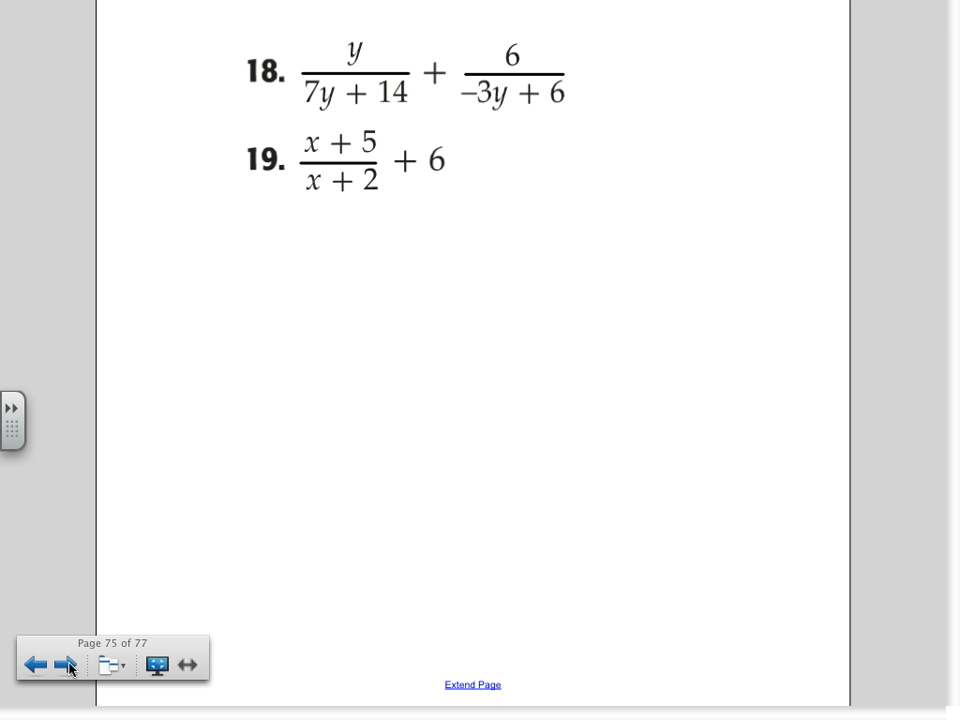 18. y/(7y + 14) + 6/(–3y + 6)
19. (x + 5)/(x + 2) + 6
Page 75 of 77
Extend Page